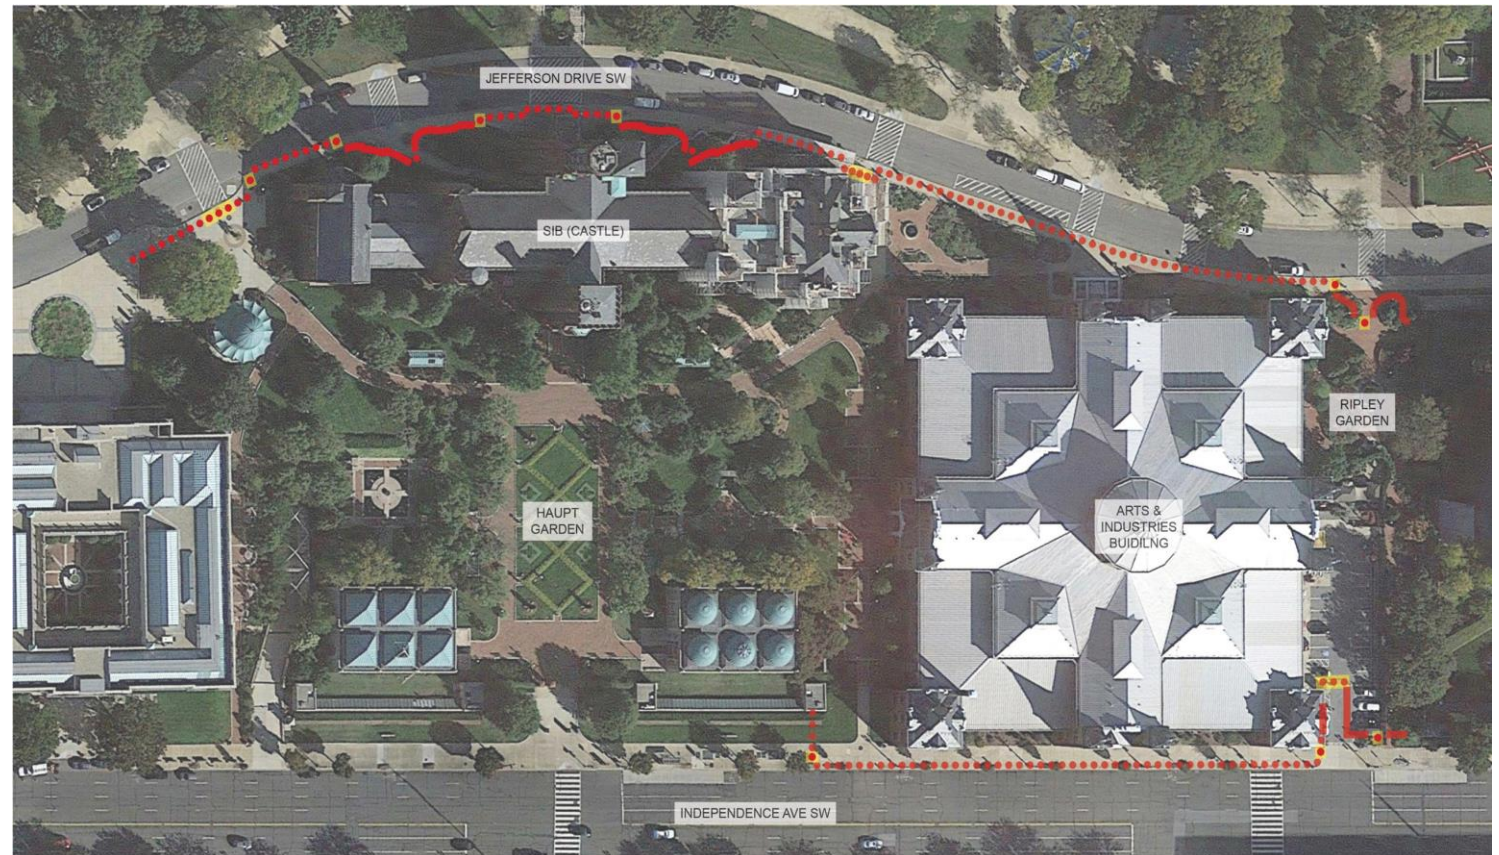 JEFFERSON DRIVE SW
SIB (CASTLE)
RIPLEY
GARDEN
HAUPT
GARDEN
ARTS &
INDUSTRIES
BUIDILNG
INDEPENDENCE AVE SW